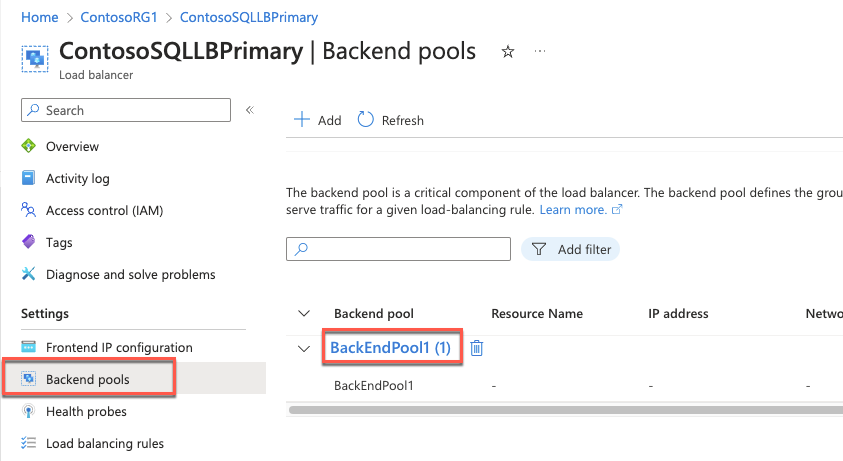 Home > ContosoRG1 > ContosoSQLLBPrimary
ContosoSQLLBPrimary | Backend pools
Load balancer
Search
Add Refresh
Overview
Activity log
Access control (IAM)
Tags
Diagnose and solve problems
The backend pool is a critical component of the load balancer. The backend pool defines the grou
serve traffic for a given load-balancing rule. Learn more.
Add filter
Settings
Backend pool Resource Name IP address Netwo
Frontend IP configuration
BackEndPool1 (1)
Backend pools
BackEndPool1 - - -
Health probes
Load balancing rules